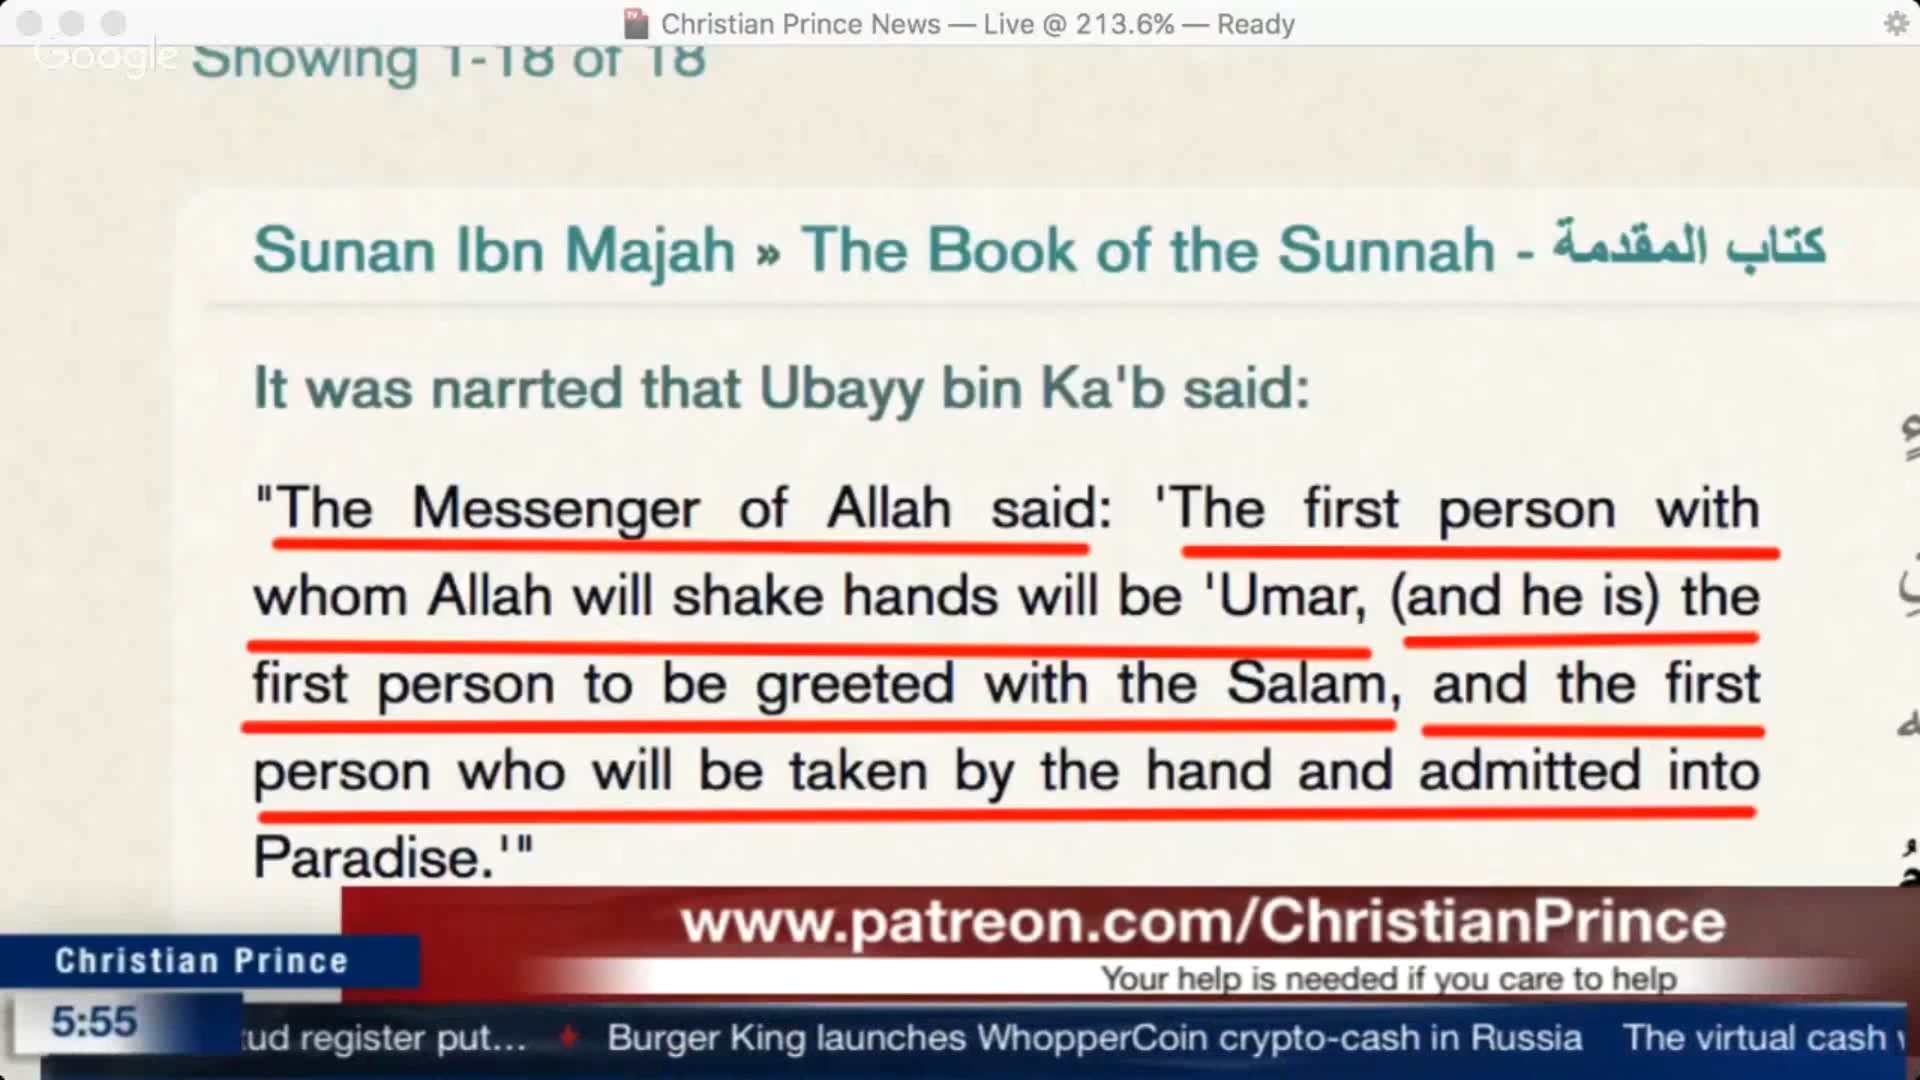 Christian Prince News — Live @ 213.6% — Ready
Google
Showing 1-18 of 18
Sunan Ibn Majah » The Book of the Sunnah - كتاب المقدمة
It was narrted that Ubayy bin Ka'b said:
"The Messenger of Allah said: 'The first person with
whom Allah will shake hands will be 'Umar, (and he is) the
first person to be greeted with the Salam, and the first
person who will be taken by the hand and admitted into
Paradise.'"
www.patreon.com/ChristianPrince
Christian Prince
Your help is needed if you care to help
5:55
register put... Burger King launches WhopperCoin crypto-cash in Russia The virtual cash